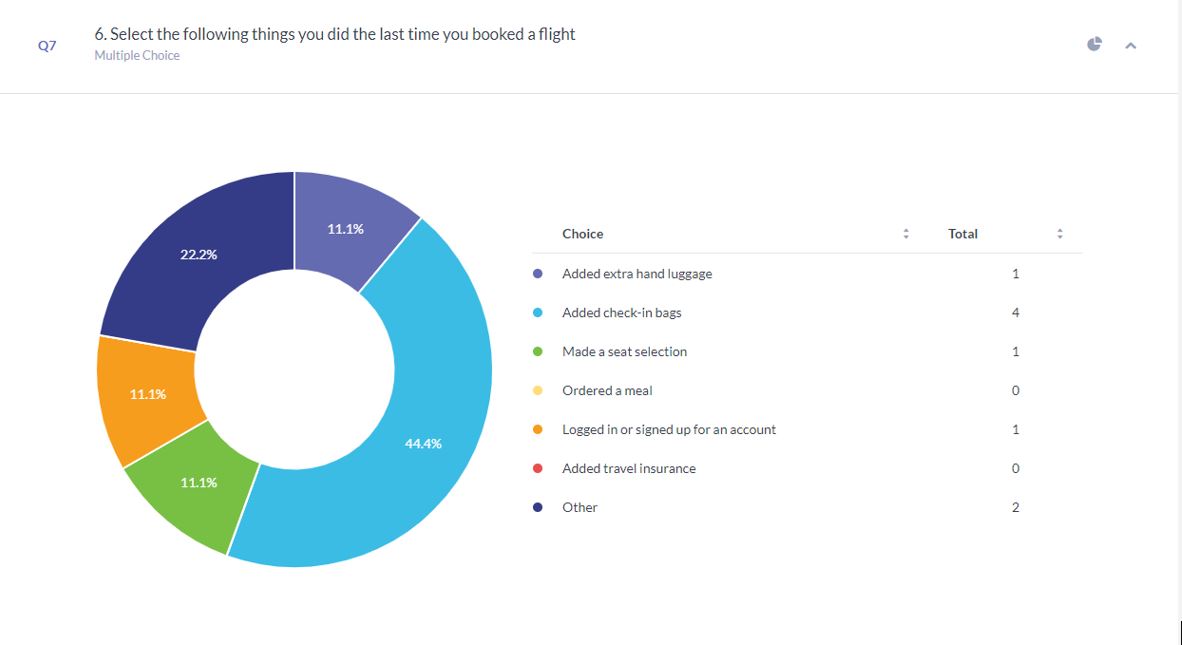 Q7
6. Select the following things you did the last time you booked a flight
Multiple Choice
11.1%
22.2%
11.1%
44.4%
11.1%
Choice Total
Added extra hand luggage 1
Added check-in bags 4
Made a seat selection 1
Ordered a meal 0
Logged in or signed up for an account 1
Added travel insurance 0
Other 2